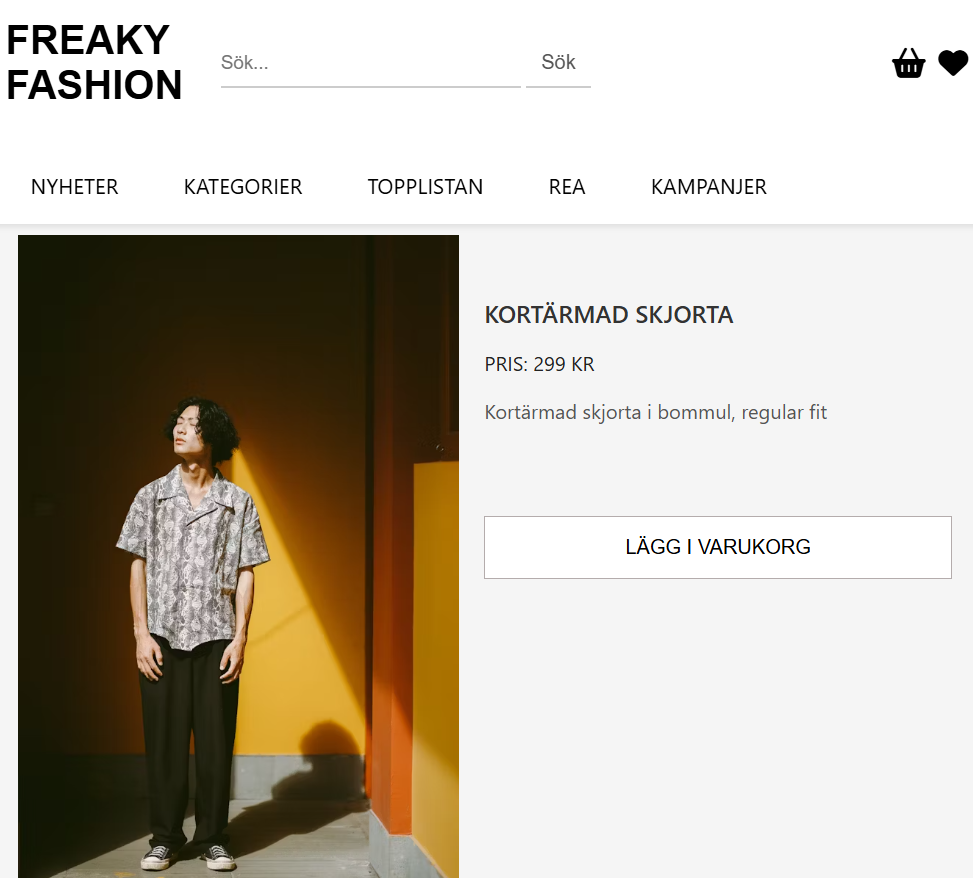 FREAKY
FASHION
Sök...
Sök
NYHETER KATEGORIER TOPPLISTAN REA KAMPANJER
KORTÄRMAD SKJORTA
PRIS: 299 KR
Kortärmad skjorta i bommul, regular fit
LÄGG I VARUKORG